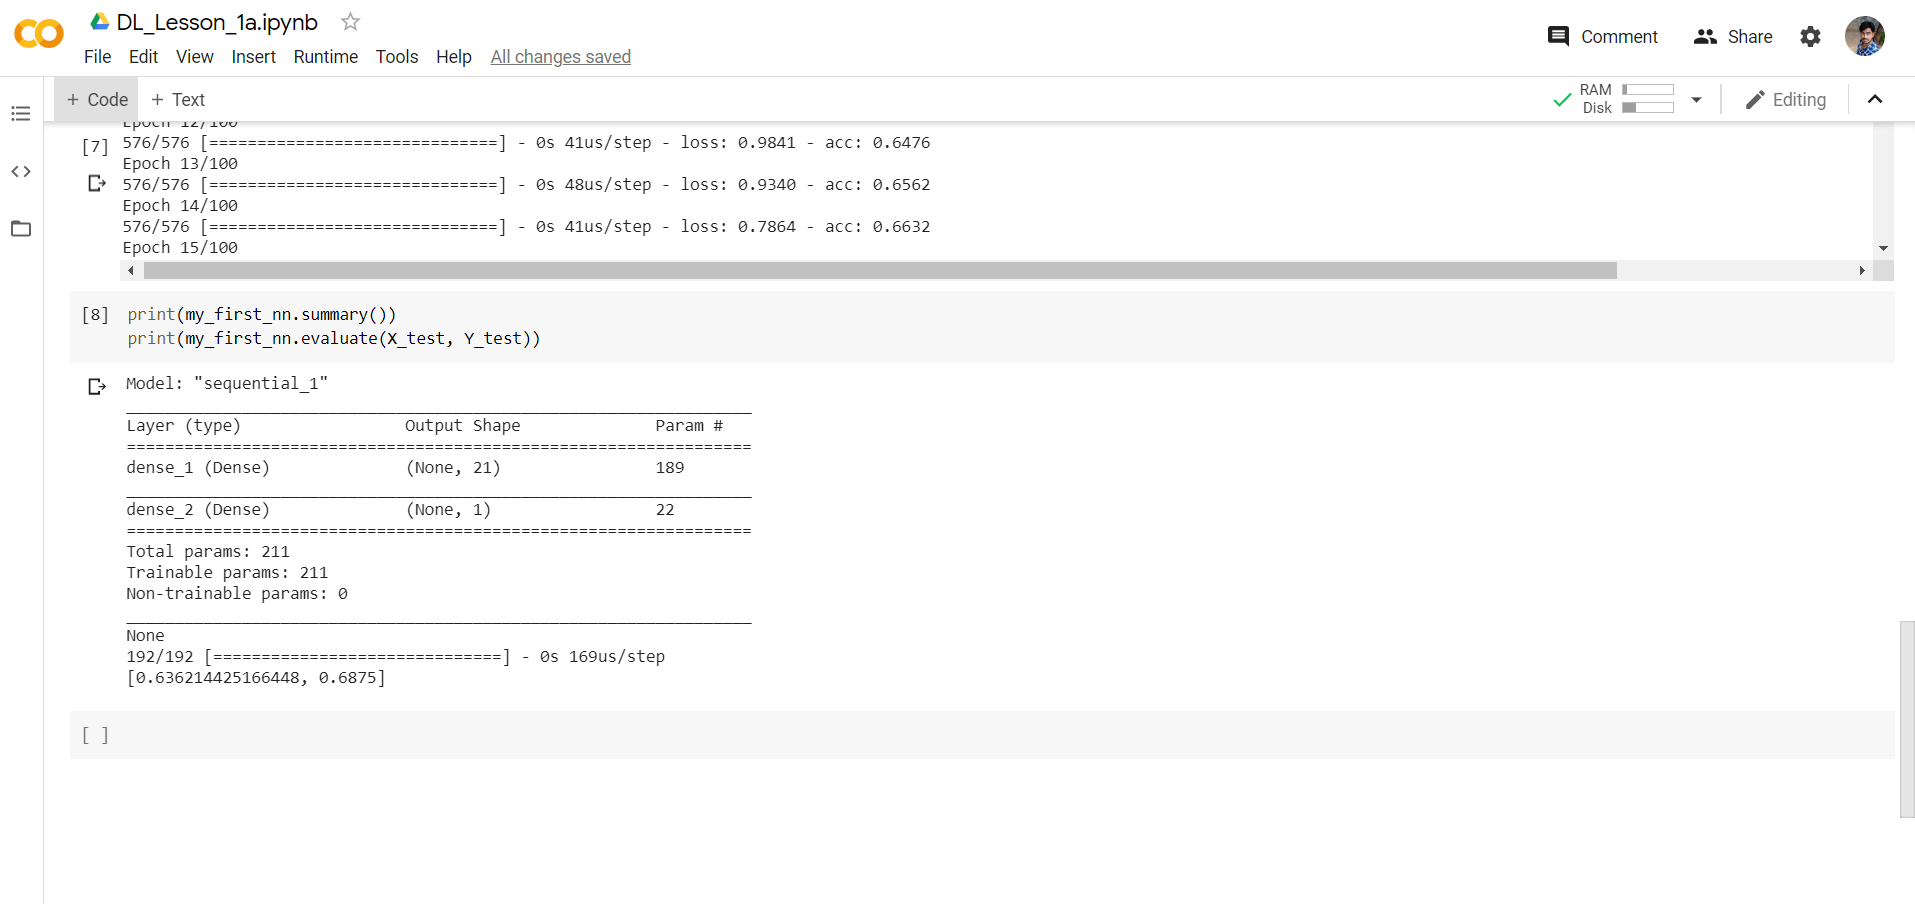 DL_Lesson_1a.ipynb
File Edit View Insert Runtime Tools Help All changes saved
Comment Share
+ Code + Text
RAM
Disk
Editing
Epoch 12/100
[7] 576/576 [==============================] - 0s 41us/step - loss: 0.9841 - acc: 0.6476
Epoch 13/100
576/576 [==============================] - 0s 48us/step - loss: 0.9340 - acc: 0.6562
Epoch 14/100
576/576 [==============================] - 0s 41us/step - loss: 0.7864 - acc: 0.6632
Epoch 15/100
[8] print(my_first_nn.summary())
print(my_first_nn.evaluate(X_test, Y_test))
Model: "sequential_1"
_________________________________________________________________
Layer (type) Output Shape Param #
=================================================================
dense_1 (Dense) (None, 21) 189
_________________________________________________________________
dense_2 (Dense) (None, 1) 22
=================================================================
Total params: 211
Trainable params: 211
Non-trainable params: 0
_________________________________________________________________
None
192/192 [==============================] - 0s 169us/step
[0.636214425166448, 0.6875]
[ ]